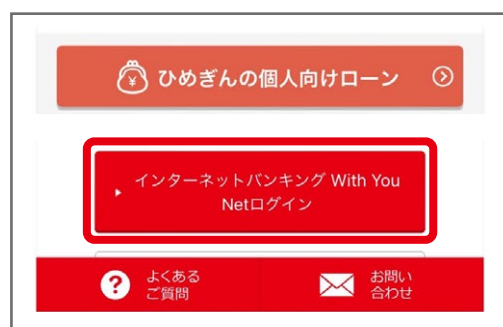 ひめぎんの個人向けローン
インターネットバンキング With You
Netログイン
よくある
ご質問
お問い
合わせ